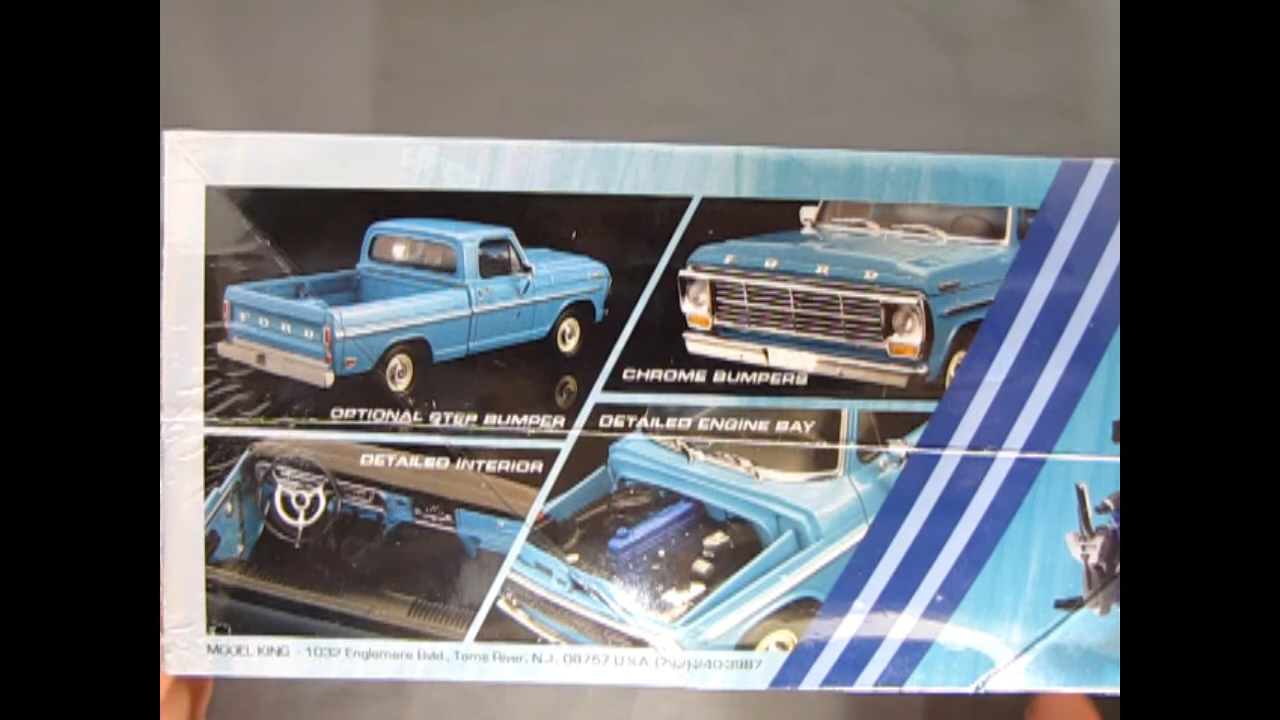 FORD
FORD
CHROME BUMPERS
OPTIONAL STEP BUMPER
DETAILED ENGINE BAY
DETAILED INTERIOR
MODEL KING - 1032 Englemere Blvd., Toms River, N.J. 08757 U.S.A.